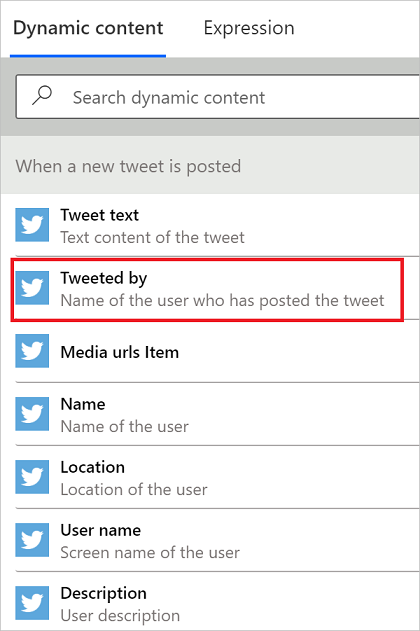 Dynamic content Expression
Search dynamic content
When a new tweet is posted
Tweet text
Text content of the tweet
Tweeted by
Name of the user who has posted the tweet
Media urls Item
Name
Name of the user
Location
Location of the user
User name
Screen name of the user
Description
User description